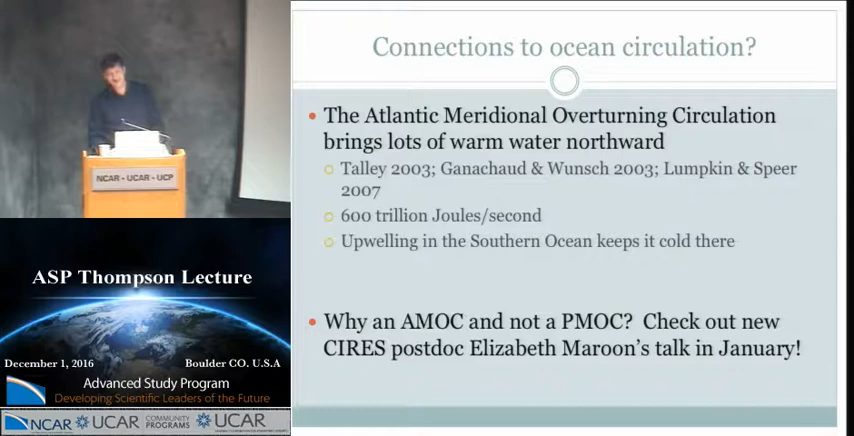 Connections to ocean circulation?
The Atlantic Meridional Overturning Circulation
brings lots of warm water northward
Talley 2003; Ganachaud & Wunsch 2003; Lumpkin & Speer
2007
600 trillion Joules/second
Upwelling in the Southern Ocean keeps it cold there
Why an AMOC and not a PMOC? Check out new
CIRES postdoc Elizabeth Maroon's talk in January!
NCAR - UCAR - UCP
ASP Thompson Lecture
December 1, 2016
Boulder CO. U.S.A
Advanced Study Program
Developing Scientific Leaders of the Future
NCAR
UCAR
COMMUNITY
PROGRAMS
UCAR